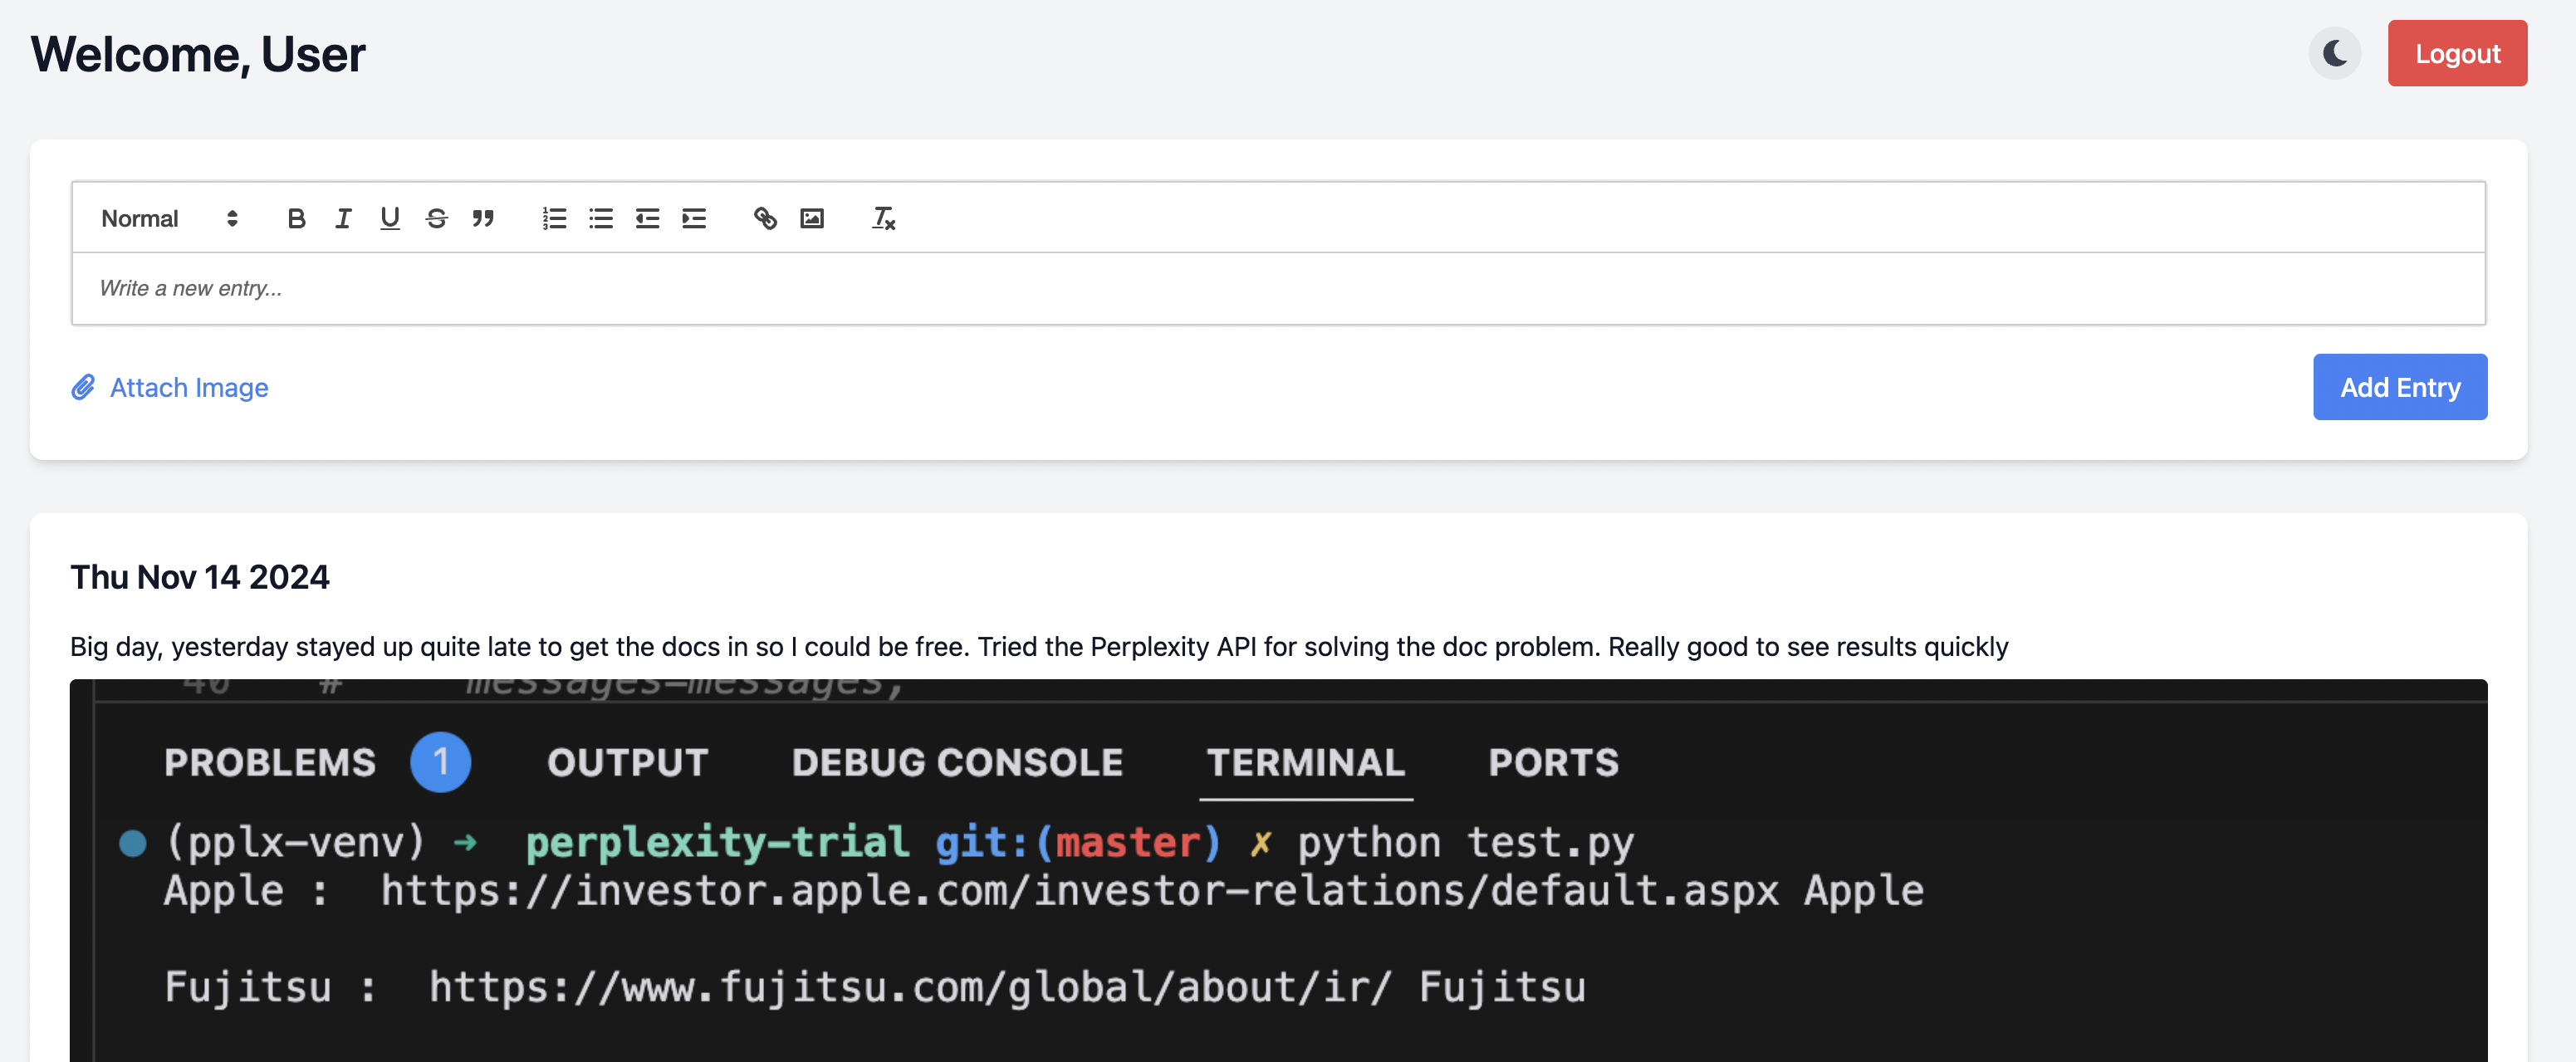 Welcome, User
Logout
Normal
Write a new entry...
Attach Image
Add Entry
Thu Nov 14 2024
Big day, yesterday stayed up quite late to get the docs in so I could be free. Tried the Perplexity API for solving the doc problem. Really good to see results quickly
40 # messages=messages,
PROBLEMS 1 OUTPUT DEBUG CONSOLE TERMINAL PORTS
(pplx-venv) ➜ perplexity-trial git:(master) ✗ python test.py
Apple : https://investor.apple.com/investor-relations/default.aspx Apple
Fujitsu : https://www.fujitsu.com/global/about/ir/ Fujitsu